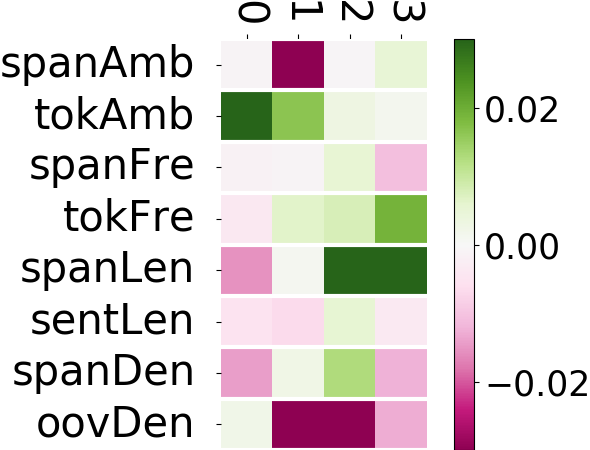 0 1 2 3
spanAmb
tokAmb
spanFre
tokFre
spanLen
sentLen
spanDen
oovDen
0.02
0.00
−0.02